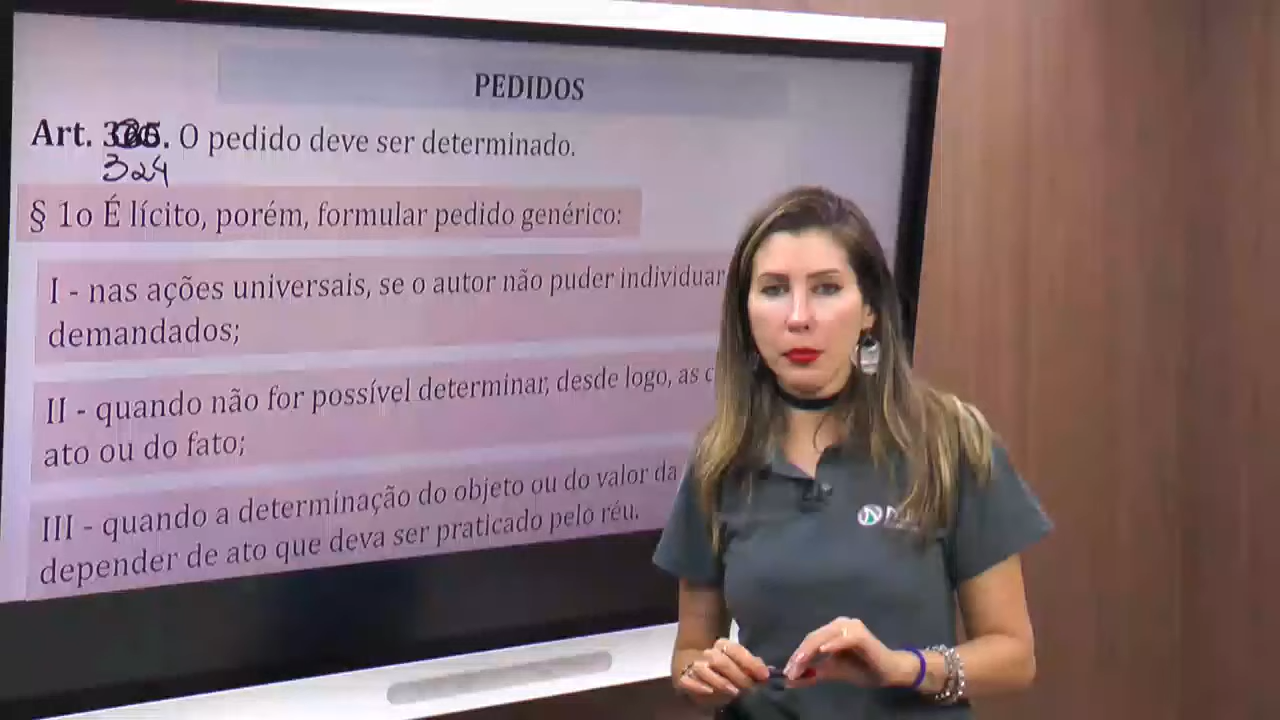 PEDIDOS
Art. 305. O pedido deve ser determinado.
324
§ 1o É lícito, porém, formular pedido genérico:
I - nas ações universais, se o autor não puder individuar
demandados;
II - quando não for possível determinar, desde logo, as
ato ou do fato;
III - quando a determinação do objeto ou do valor da
depender de ato que deva ser praticado pelo réu.